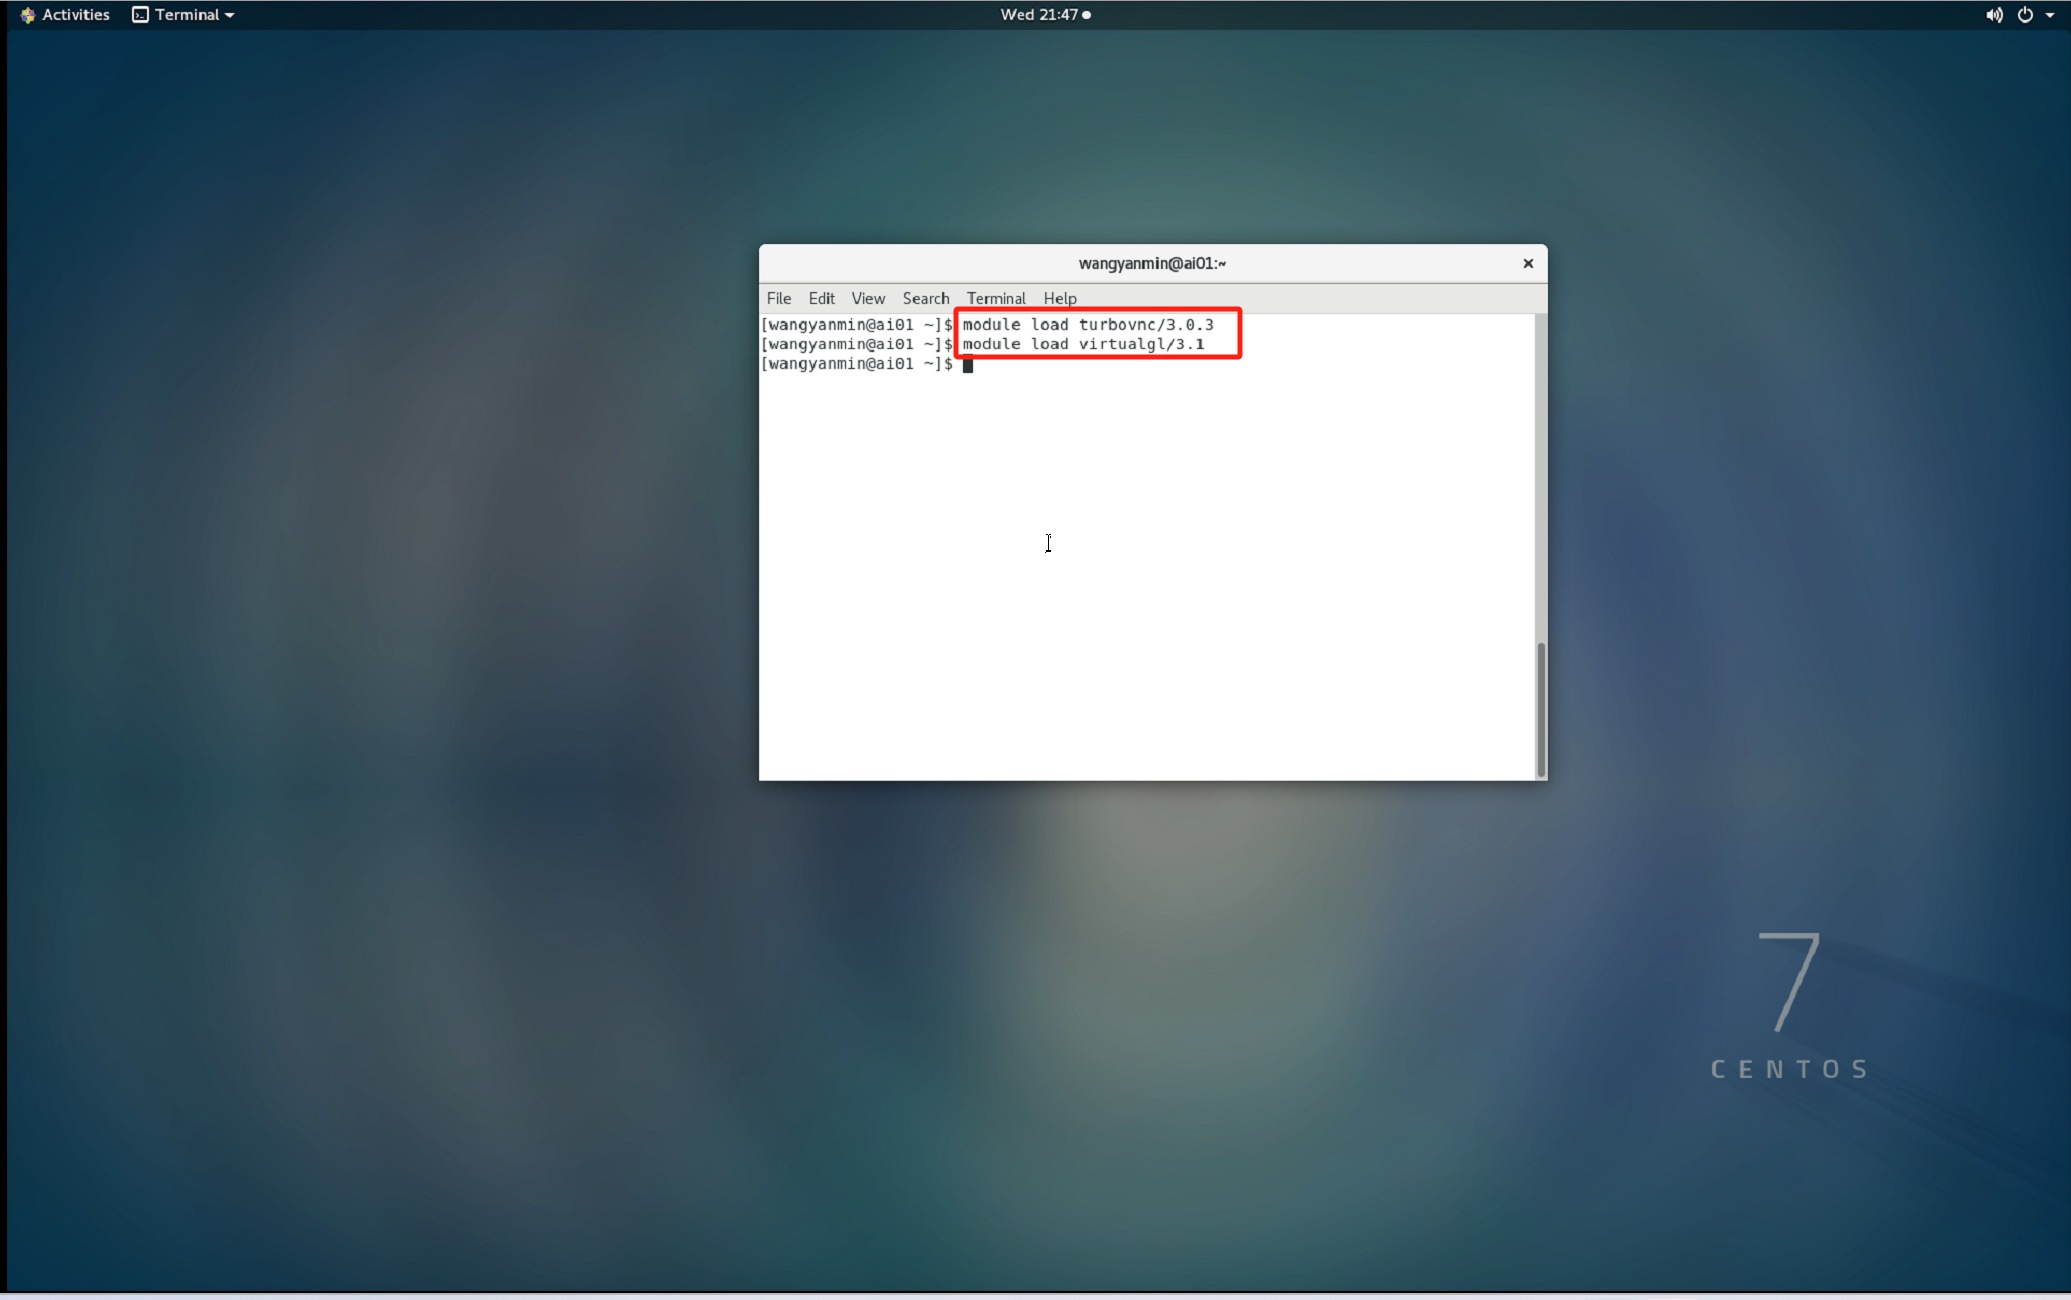 Activities Terminal Wed 21:47
wangyanmin@ai01:~
File Edit View Search Terminal Help
[wangyanmin@ai01 ~]$ module load turbovnc/3.0.3
[wangyanmin@ai01 ~]$ module load virtualgl/3.1
[wangyanmin@ai01 ~]$
7
CENTOS